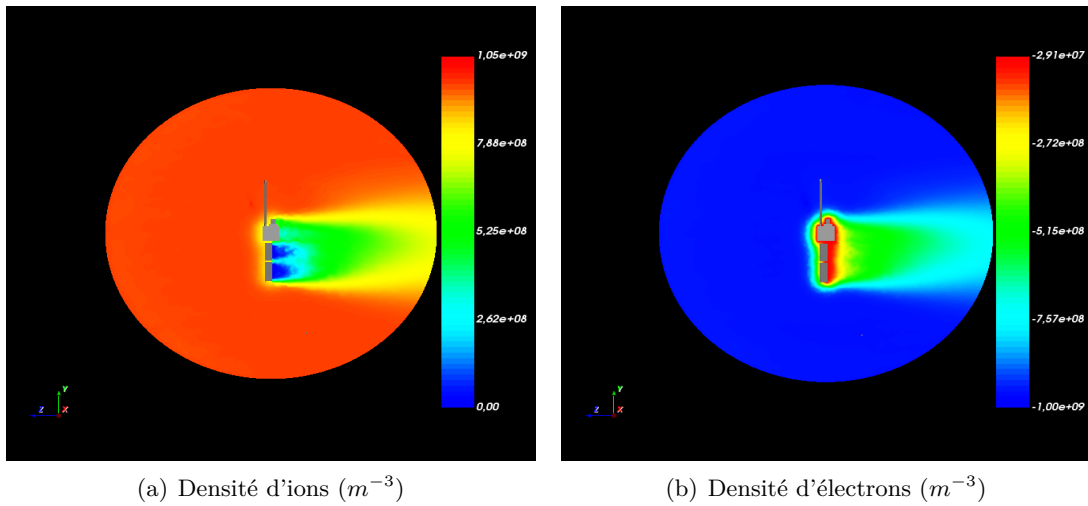 1,05e+09
7,88e+08
5,25e+08
2,62e+08
0,00
Y
Z
X
(a) Densité d'ions (m⁻³)
-2,91e+07
-2,72e+08
-5,15e+08
-7,57e+08
-1,00e+09
Y
Z
X
(b) Densité d'électrons (m⁻³)